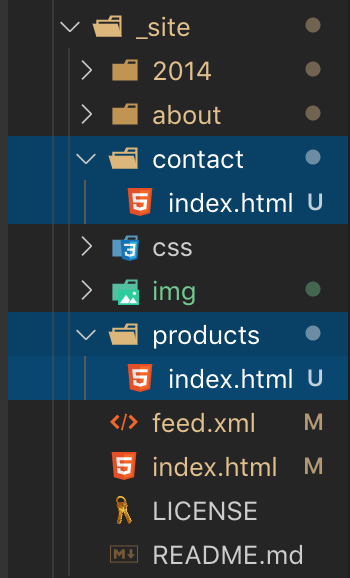 _site
2014
about
contact
index.html U
css
img
products
index.html U
feed.xml M
index.html M
LICENSE
README.md